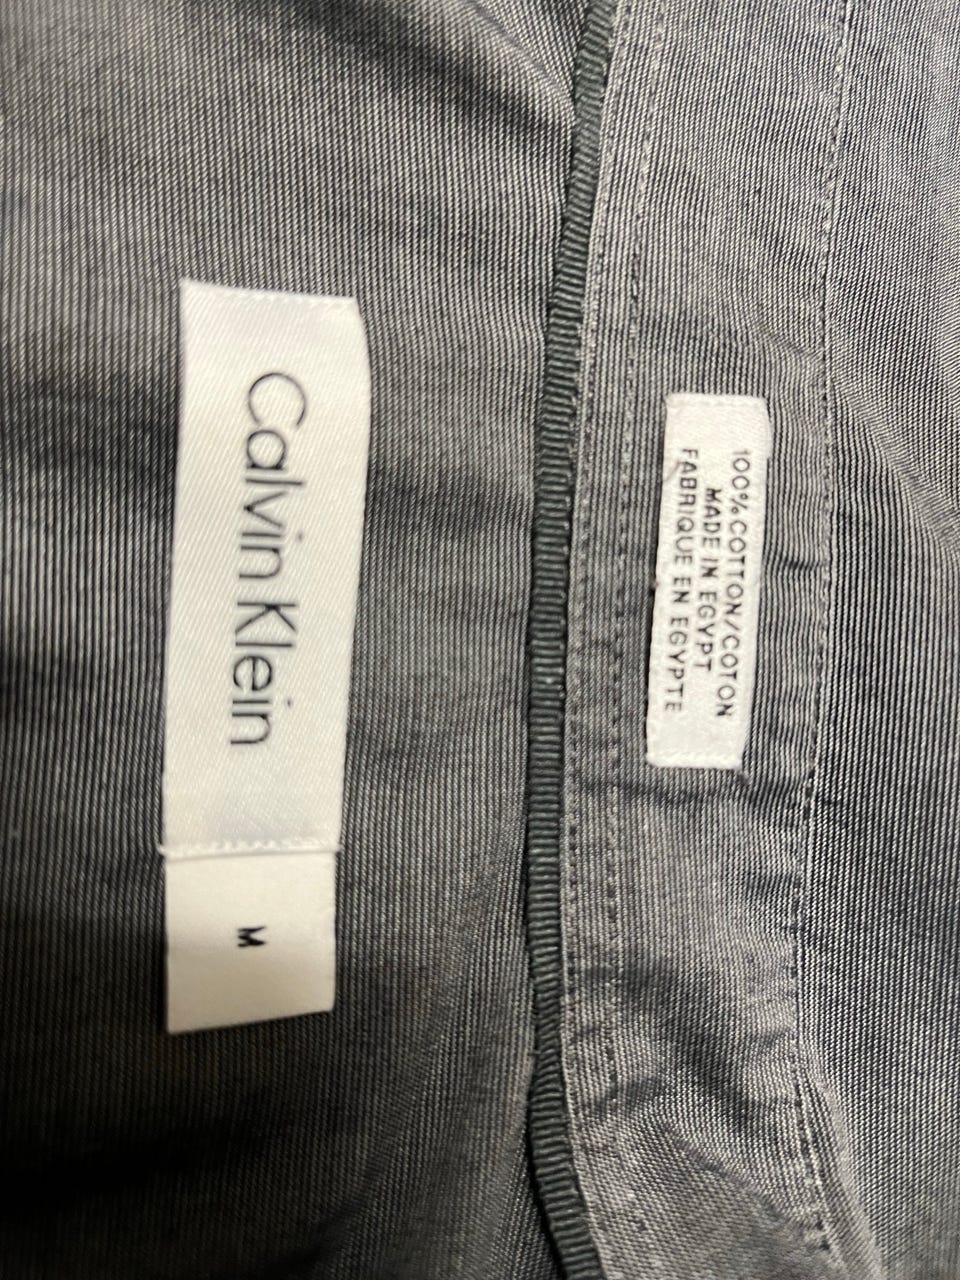 Calvin Klein
M
100% COTTON/COTON
MADE IN EGYPT
FABRIQUE EN EGYPTE